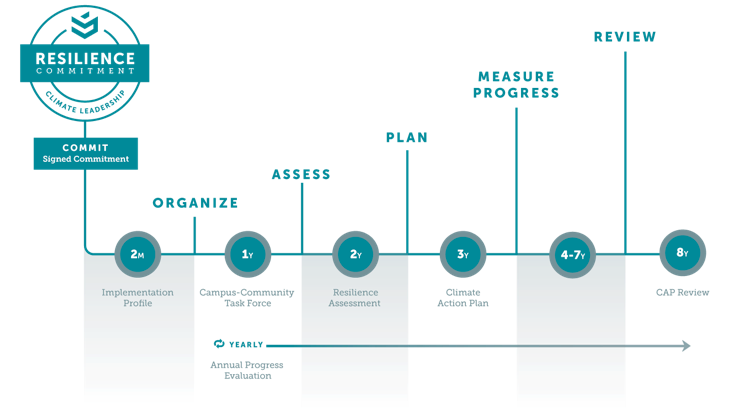 RESILIENCE
COMMITMENT
CLIMATE LEADERSHIP
COMMIT
Signed Commitment
ORGANIZE
ASSESS
PLAN
MEASURE
PROGRESS
REVIEW
2M
1Y
2Y
3Y
4-7Y
8Y
Implementation
Profile
Campus-Community
Task Force
Resilience
Assessment
Climate
Action Plan
CAP Review
YEARLY
Annual Progress
Evaluation